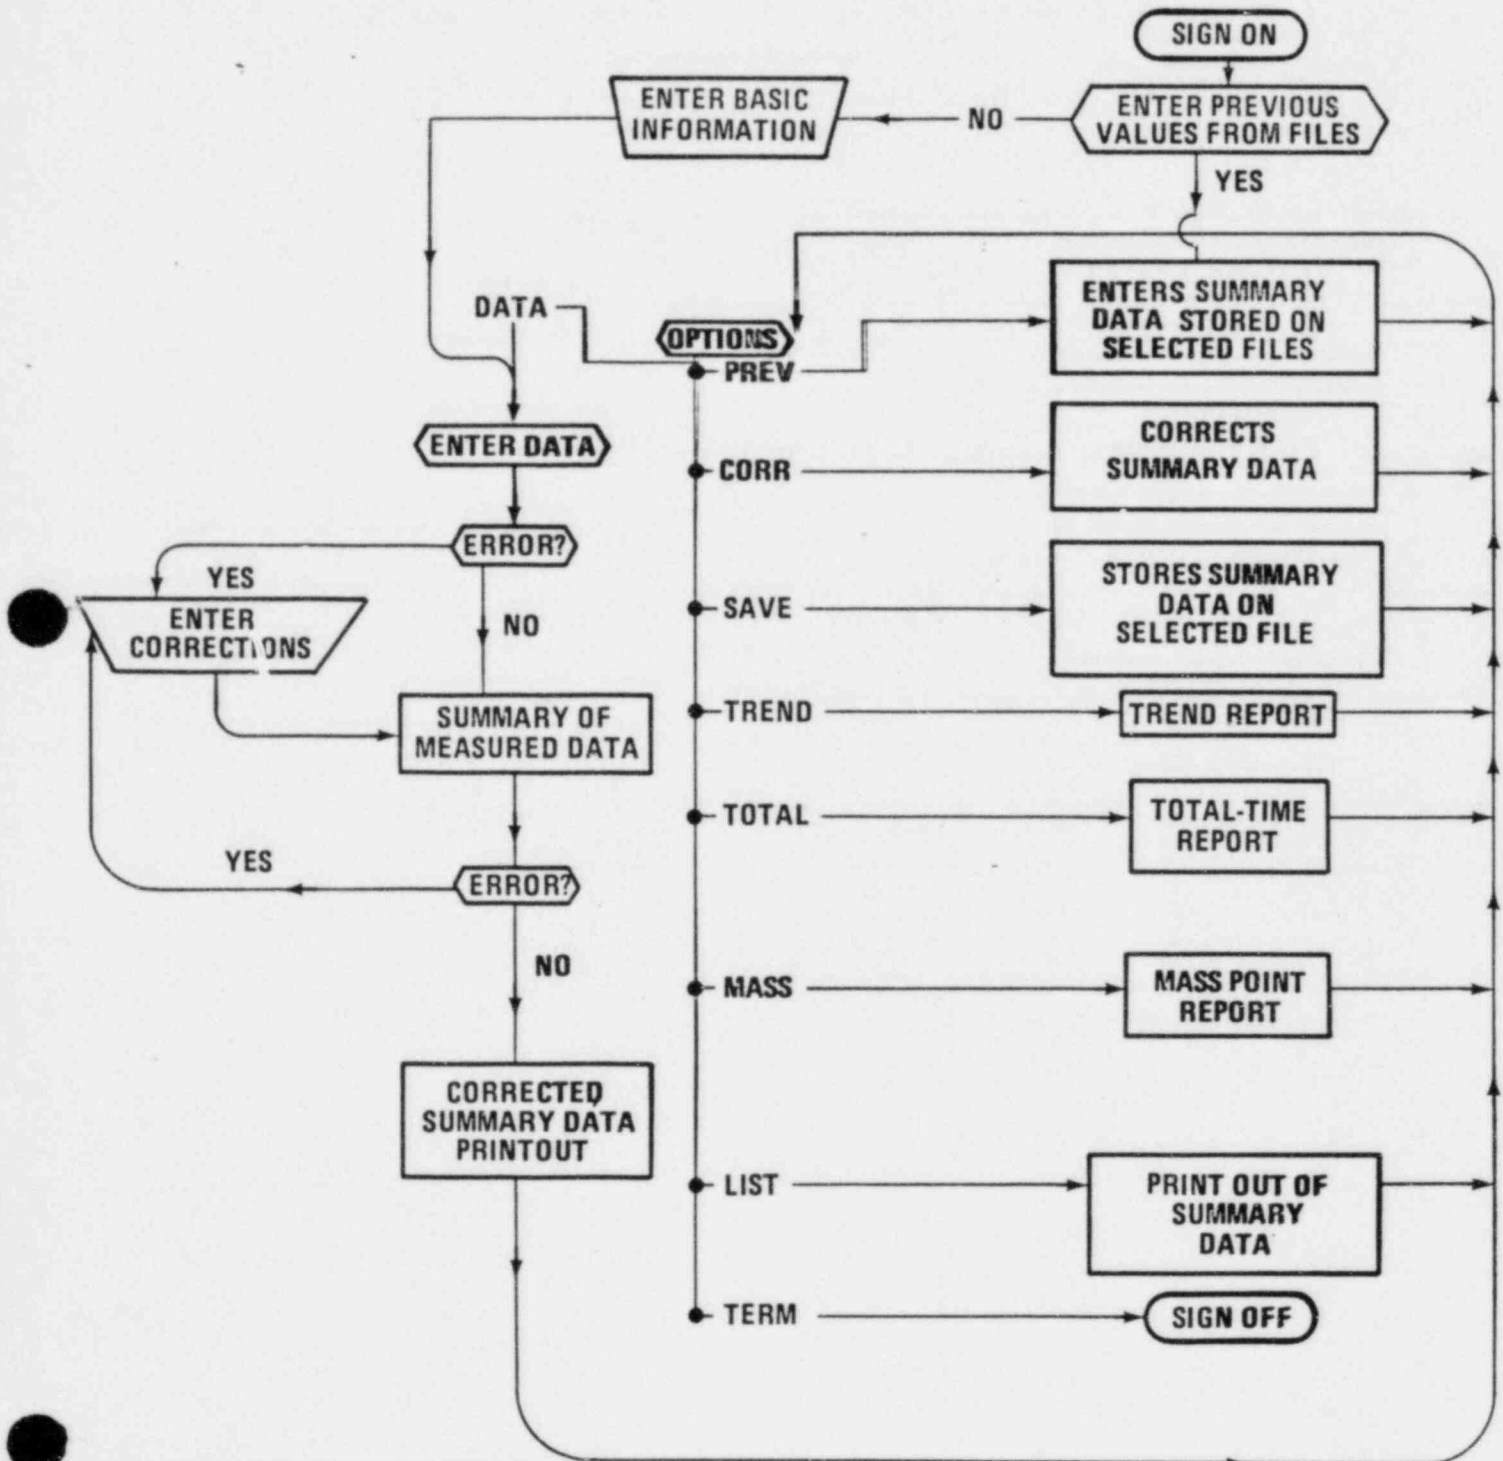 SIGN ON
ENTER PREVIOUS
VALUES FROM FILES
NO
ENTER BASIC
INFORMATION
YES
DATA
OPTIONS
ENTERS SUMMARY
DATA STORED ON
SELECTED FILES
PREV
ENTER DATA
CORR
CORRECTS
SUMMARY DATA
ERROR?
YES
NO
ENTER
CORRECTIONS
SAVE
STORES SUMMARY
DATA ON
SELECTED FILE
SUMMARY OF
MEASURED DATA
TREND
TREND REPORT
TOTAL
TOTAL-TIME
REPORT
YES
ERROR?
NO
MASS
MASS POINT
REPORT
CORRECTED
SUMMARY DATA
PRINTOUT
LIST
PRINT OUT OF
SUMMARY
DATA
TERM
SIGN OFF